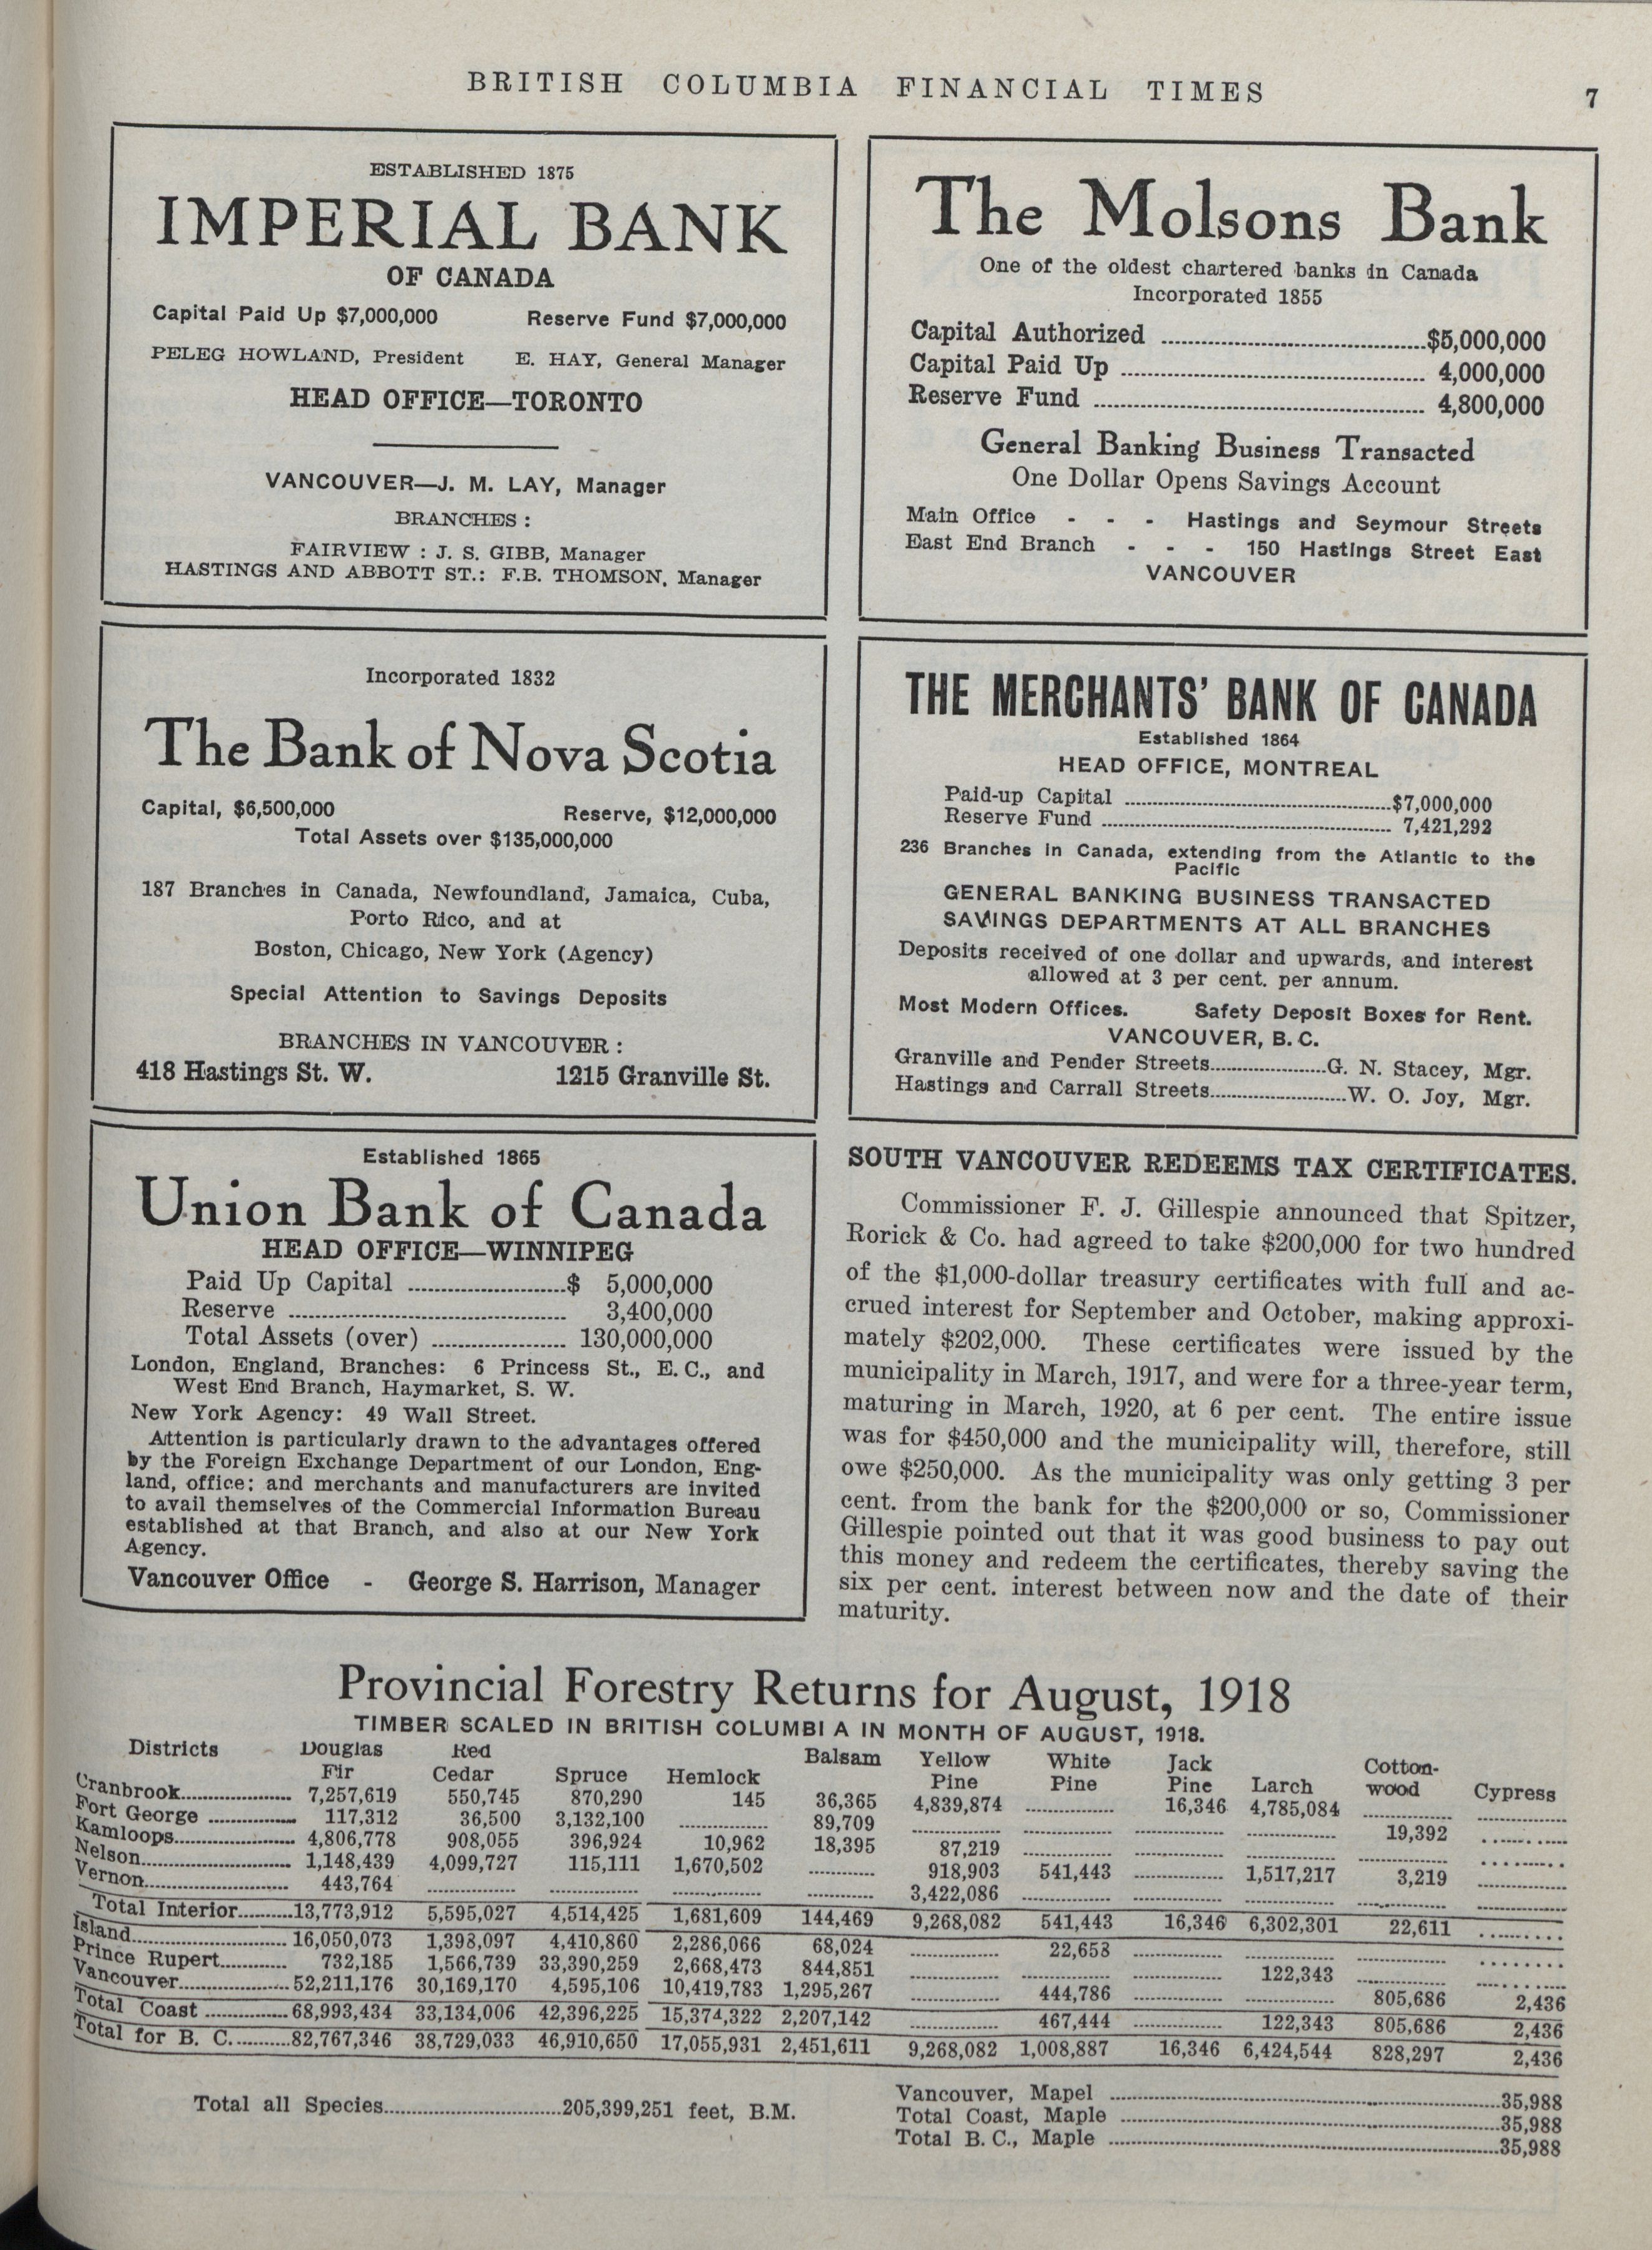 BRITISH COLUMBIA FINANCIAL TIMES 7
ESTABLISHED 1875
IMPERIAL BANK
OF CANADA
Capital Paid Up $7,000,000 Reserve Fund $7,000,000
PELEG HOWLAND, President E. HAY, General Manager
HEAD OFFICE—TORONTO
VANCOUVER—J. M. LAY, Manager
BRANCHES :
FAIRVIEW : J. S. GIBB, Manager
HASTINGS AND ABBOTT ST.: F.B. THOMSON, Manager
The Molsons Bank
One of the oldest chartered banks in Canada
Incorporated 1855
Capital Authorized ........ $5,000,000
Capital Paid Up ........ 4,000,000
Reserve Fund ........ 4,800,000
General Banking Business Transacted
One Dollar Opens Savings Account
Main Office - - - Hastings and Seymour Streets
East End Branch - - - 150 Hastings Street East
VANCOUVER
Incorporated 1832
The Bank of Nova Scotia
Capital, $6,500,000 Reserve, $12,000,000
Total Assets over $135,000,000
187 Branches in Canada, Newfoundland, Jamaica, Cuba,
Porto Rico, and at
Boston, Chicago, New York (Agency)
Special Attention to Savings Deposits
BRANCHES IN VANCOUVER :
418 Hastings St. W. 1215 Granville St.
THE MERCHANTS' BANK OF CANADA
Established 1864
HEAD OFFICE, MONTREAL
Paid-up Capital ........ $7,000,000
Reserve Fund ........ 7,421,292
236 Branches in Canada, extending from the Atlantic to the
Pacific
GENERAL BANKING BUSINESS TRANSACTED
SAVINGS DEPARTMENTS AT ALL BRANCHES
Deposits received of one dollar and upwards, and interest
allowed at 3 per cent. per annum.
Most Modern Offices. Safety Deposit Boxes for Rent.
VANCOUVER, B. C.
Granville and Pender Streets........G. N. Stacey, Mgr.
Hastings and Carrall Streets........W. O. Joy, Mgr.
Established 1865
Union Bank of Canada
HEAD OFFICE—WINNIPEG
Paid Up Capital ........$ 5,000,000
Reserve ........ 3,400,000
Total Assets (over) ........ 130,000,000
London, England, Branches: 6 Princess St., E. C., and
West End Branch, Haymarket, S. W.
New York Agency: 49 Wall Street.
Attention is particularly drawn to the advantages offered
by the Foreign Exchange Department of our London, Eng-
land, office; and merchants and manufacturers are invited
to avail themselves of the Commercial Information Bureau
established at that Branch, and also at our New York
Agency.
Vancouver Office - George S. Harrison, Manager
SOUTH VANCOUVER REDEEMS TAX CERTIFICATES.
Commissioner F. J. Gillespie announced that Spitzer,
Rorick & Co. had agreed to take $200,000 for two hundred
of the $1,000-dollar treasury certificates with full and ac-
crued interest for September and October, making approxi-
mately $202,000. These certificates were issued by the
municipality in March, 1917, and were for a three-year term,
maturing in March, 1920, at 6 per cent. The entire issue
was for $450,000 and the municipality will, therefore, still
owe $250,000. As the municipality was only getting 3 per
cent. from the bank for the $200,000 or so, Commissioner
Gillespie pointed out that it was good business to pay out
this money and redeem the certificates, thereby saving the
six per cent. interest between now and the date of their
maturity.
Provincial Forestry Returns for August, 1918
TIMBER SCALED IN BRITISH COLUMBI A IN MONTH OF AUGUST, 1918.
Districts Douglas Red Balsam Yellow White Jack Cotton-
Fir Cedar Spruce Hemlock Pine Pine Pine Larch wood Cypress
Cranbrook........ 7,257,619 550,745 870,290 145 36,365 4,839,874 ........ 16,346 4,785,084 ........ ........
Fort George ........ 117,312 36,500 3,132,100 ........ 89,709 ........ ........ ........ ........ 19,392 ........
Kamloops........ 4,806,778 908,055 396,924 10,962 18,395 87,219 ........ ........ ........ ........ ........
Nelson........ 1,148,439 4,099,727 115,111 1,670,502 ........ 918,903 541,443 ........ 1,517,217 3,219 ........
Vernon........ 443,764 ........ ........ ........ ........ 3,422,086 ........ ........ ........ ........ ........
Total Interior........13,773,912 5,595,027 4,514,425 1,681,609 144,469 9,268,082 541,443 16,346 6,302,301 22,611 ........
Island........ 16,050,073 1,398,097 4,410,860 2,286,066 68,024 ........ 22,658 ........ ........ ........ ........
Prince Rupert........ 732,185 1,566,739 33,390,259 2,668,473 844,851 ........ ........ ........ 122,343 ........ ........
Vancouver........ 52,211,176 30,169,170 4,595,106 10,419,783 1,295,267 ........ 444,786 ........ ........ 805,686 2,436
Total Coast ........ 68,993,434 33,134,006 42,396,225 15,374,322 2,207,142 ........ 467,444 ........ 122,343 805,686 2,436
Total for B. C.........82,767,346 38,729,033 46,910,650 17,055,931 2,451,611 9,268,082 1,008,887 16,346 6,424,544 828,297 2,436
Total all Species........205,399,251 feet, B.M.
Vancouver, Mapel ........35,988
Total Coast, Maple ........35,988
Total B. C., Maple ........35,988